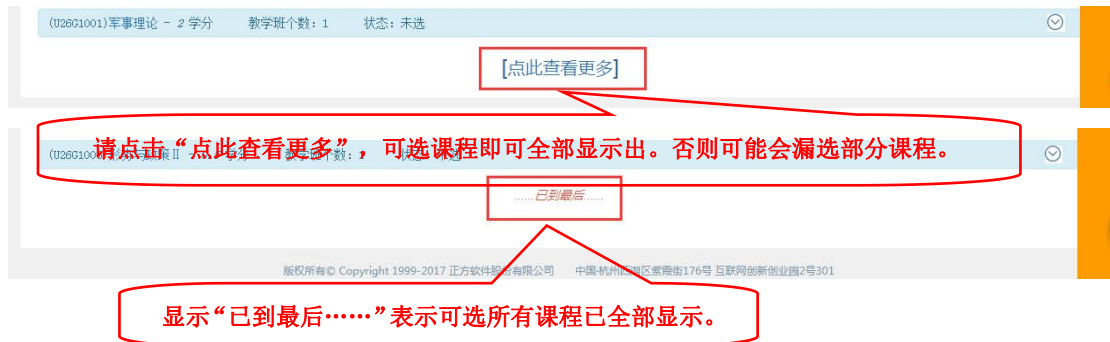 (U26G1001)军事理论 - 2 学分 教学班个数：1 状态：未选
[点此查看更多]
请点击“点此查看更多”，可选课程即可全部显示出。否则可能会漏选部分课程。
……已到最后……
版权所有© Copyright 1999-2017 正方软件股份有限公司 中国·杭州西湖区紫霞街176号 互联网创新创业园2号301
显示“已到最后……”表示可选所有课程已全部显示。